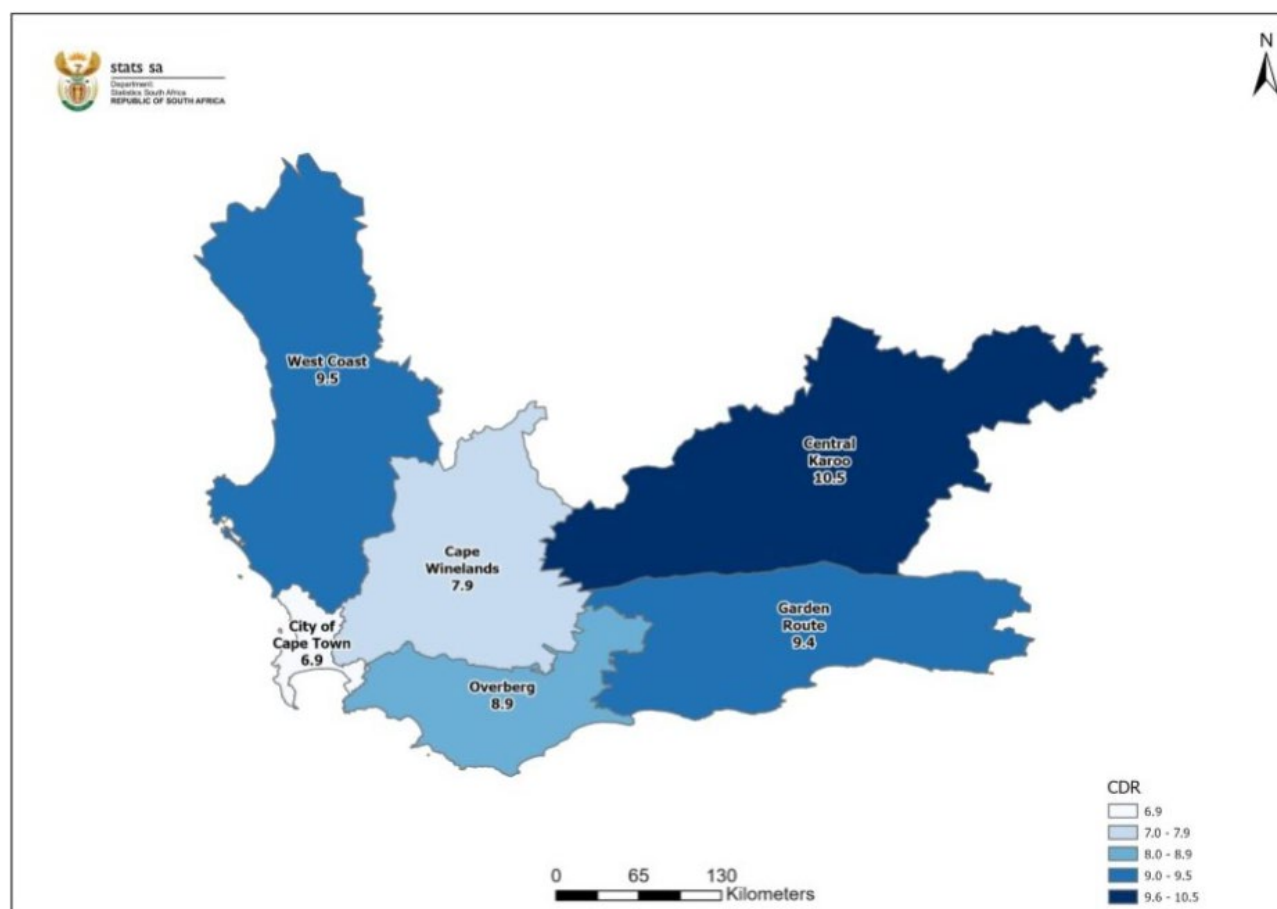 stats sa
Department:
Statistics South Africa
REPUBLIC OF SOUTH AFRICA
N
West Coast
9.5
Central
Karoo
10.5
Cape
Winelands
7.9
Garden
Route
9.4
City of
Cape Town
6.9
Overberg
8.9
CDR
6.9
7.0 - 7.9
8.0 - 8.9
9.0 - 9.5
9.6 - 10.5
0 65 130
Kilometers